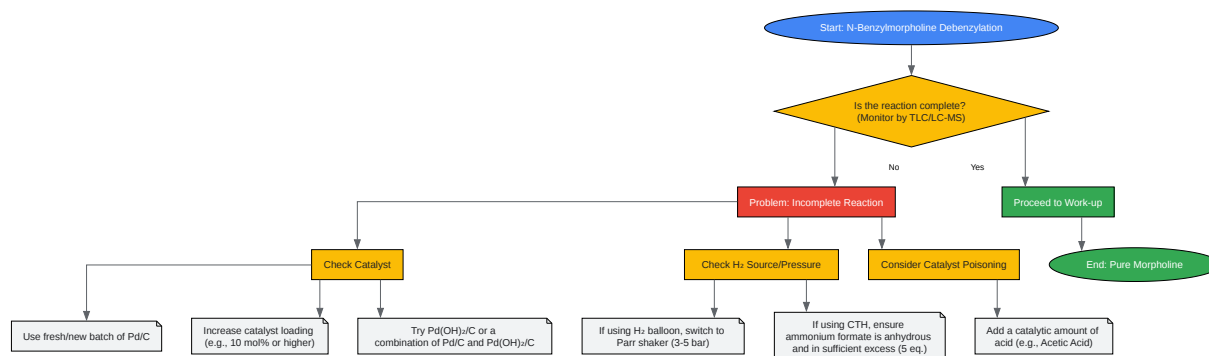 Start: N-Benzylmorpholine Debenzylation
Is the reaction complete?
(Monitor by TLC/LC-MS)
No
Yes
Problem: Incomplete Reaction
Proceed to Work-up
Check Catalyst
Check H₂ Source/Pressure
Consider Catalyst Poisoning
End: Pure Morpholine
Use fresh/new batch of Pd/C
Increase catalyst loading
(e.g., 10 mol% or higher)
Try Pd(OH)₂/C or a
combination of Pd/C and Pd(OH)₂/C
If using H₂ balloon, switch to
Parr shaker (3-5 bar)
If using CTH, ensure
ammonium formate is anhydrous
and in sufficient excess (5 eq.)
Add a catalytic amount of
acid (e.g., Acetic Acid)